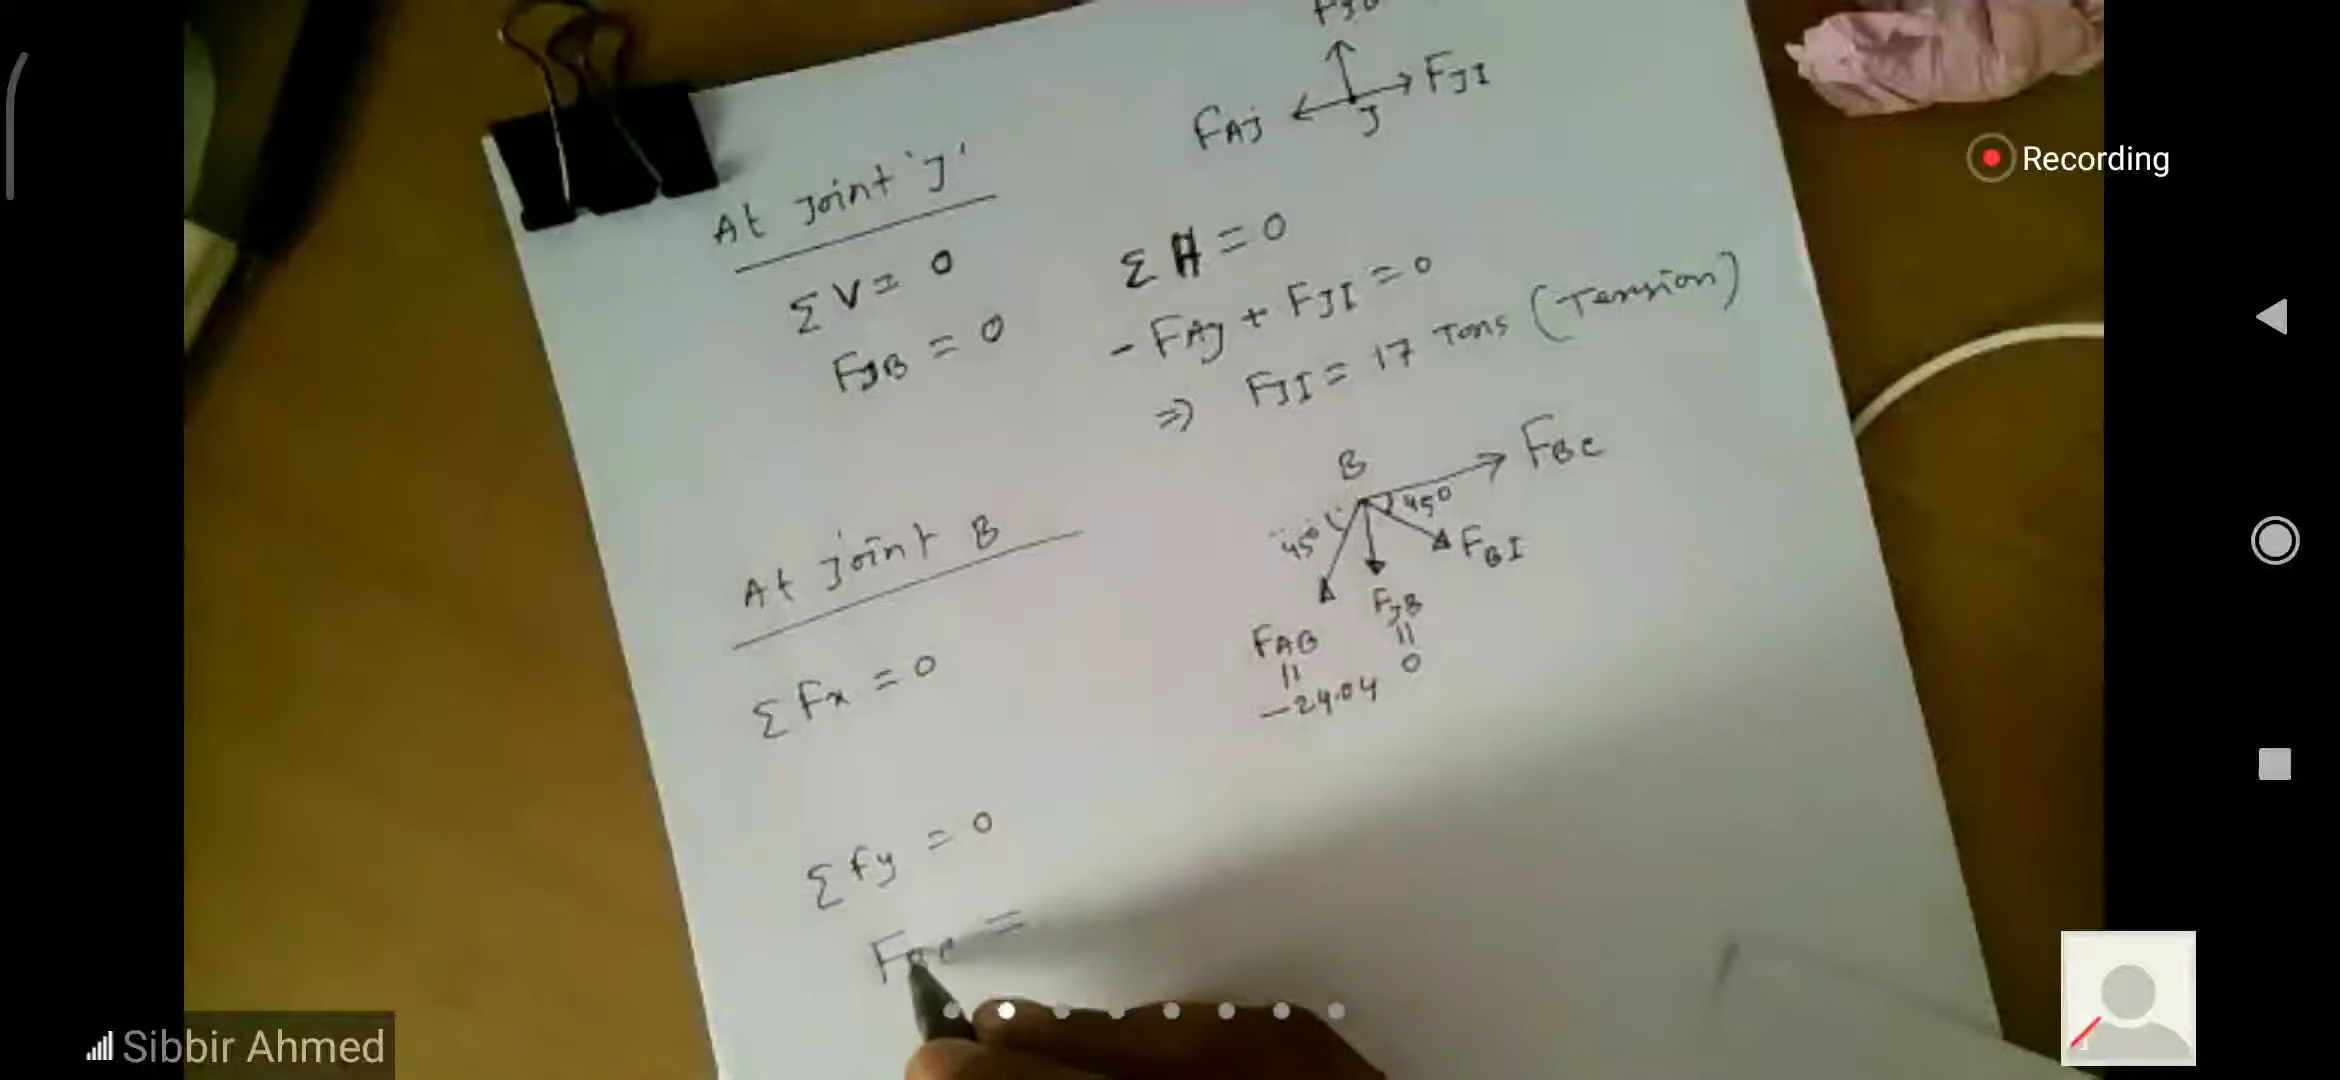 FAJ
J
FJI
At Joint 'J'
ΣV = 0
FJB = 0
ΣH = 0
- FAJ + FJI = 0
⇒ FJI = 17 Tons (Tension)
B
FBC
45°
45°
FBI
FJB
=
0
FAB
=
-24.04
At joint B
ΣFx = 0
ΣFy = 0
Recording
Sibbir Ahmed